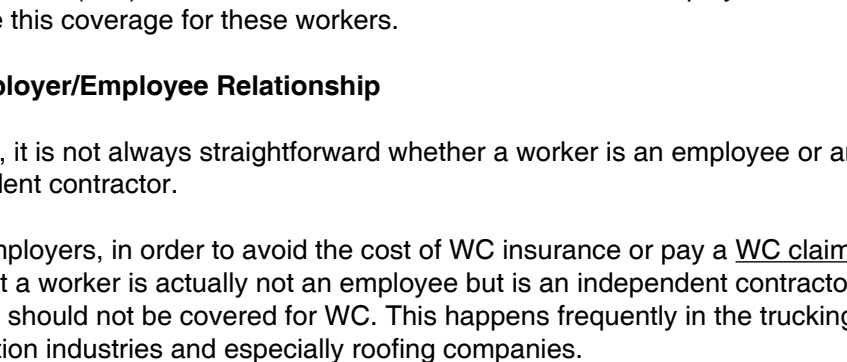 e this coverage for these workers.
ployer/Employee Relationship
, it is not always straightforward whether a worker is an employee or an
lent contractor.
mployers, in order to avoid the cost of WC insurance or pay a WC claim
t a worker is actually not an employee but is an independent contractor
should not be covered for WC. This happens frequently in the trucking
tion industries and especially roofing companies.